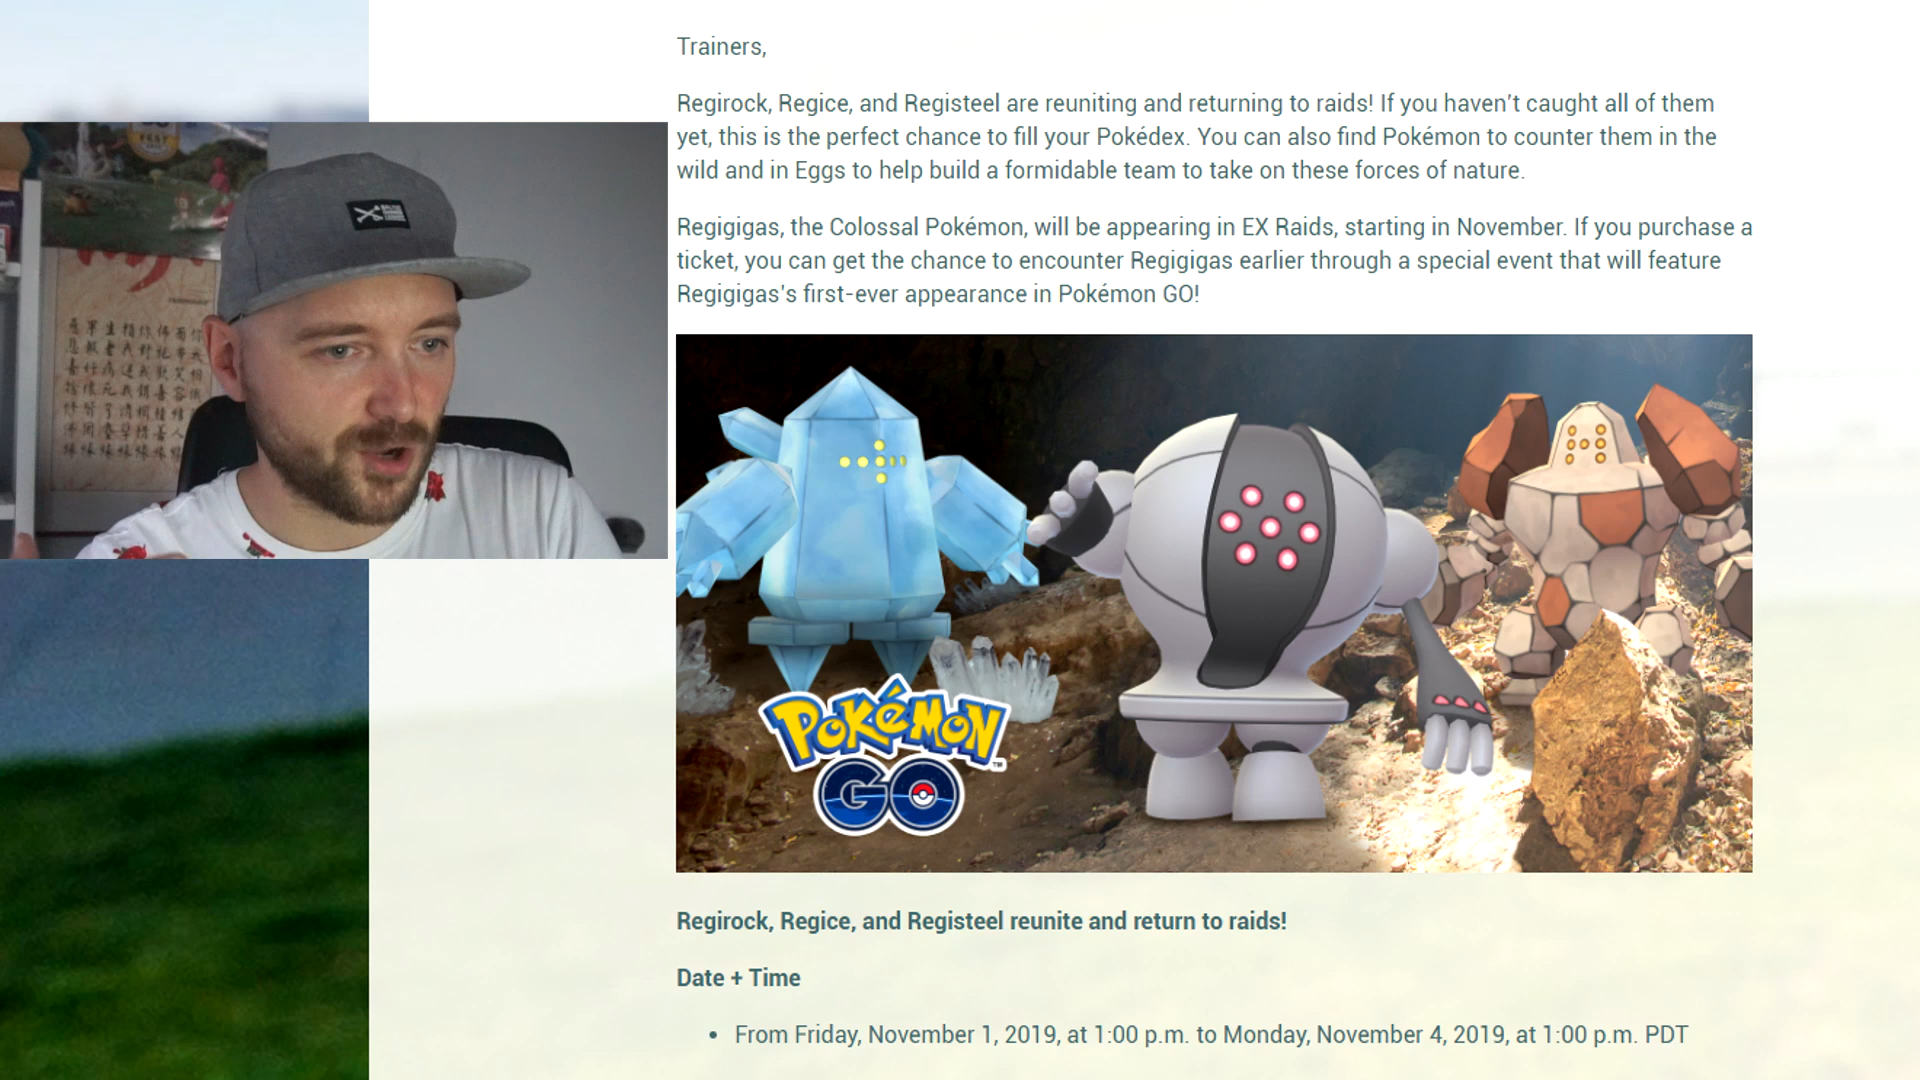 Trainers,
Regirock, Regice, and Registeel are reuniting and returning to raids! If you haven't caught all of them
yet, this is the perfect chance to fill your Pokédex. You can also find Pokémon to counter them in the
wild and in Eggs to help build a formidable team to take on these forces of nature.
Regigigas, the Colossal Pokémon, will be appearing in EX Raids, starting in November. If you purchase a
ticket, you can get the chance to encounter Regigigas earlier through a special event that will feature
Regigigas's first-ever appearance in Pokémon GO!
POKéMON
™
GO
Regirock, Regice, and Registeel reunite and return to raids!
Date + Time
• From Friday, November 1, 2019, at 1:00 p.m. to Monday, November 4, 2019, at 1:00 p.m. PDT